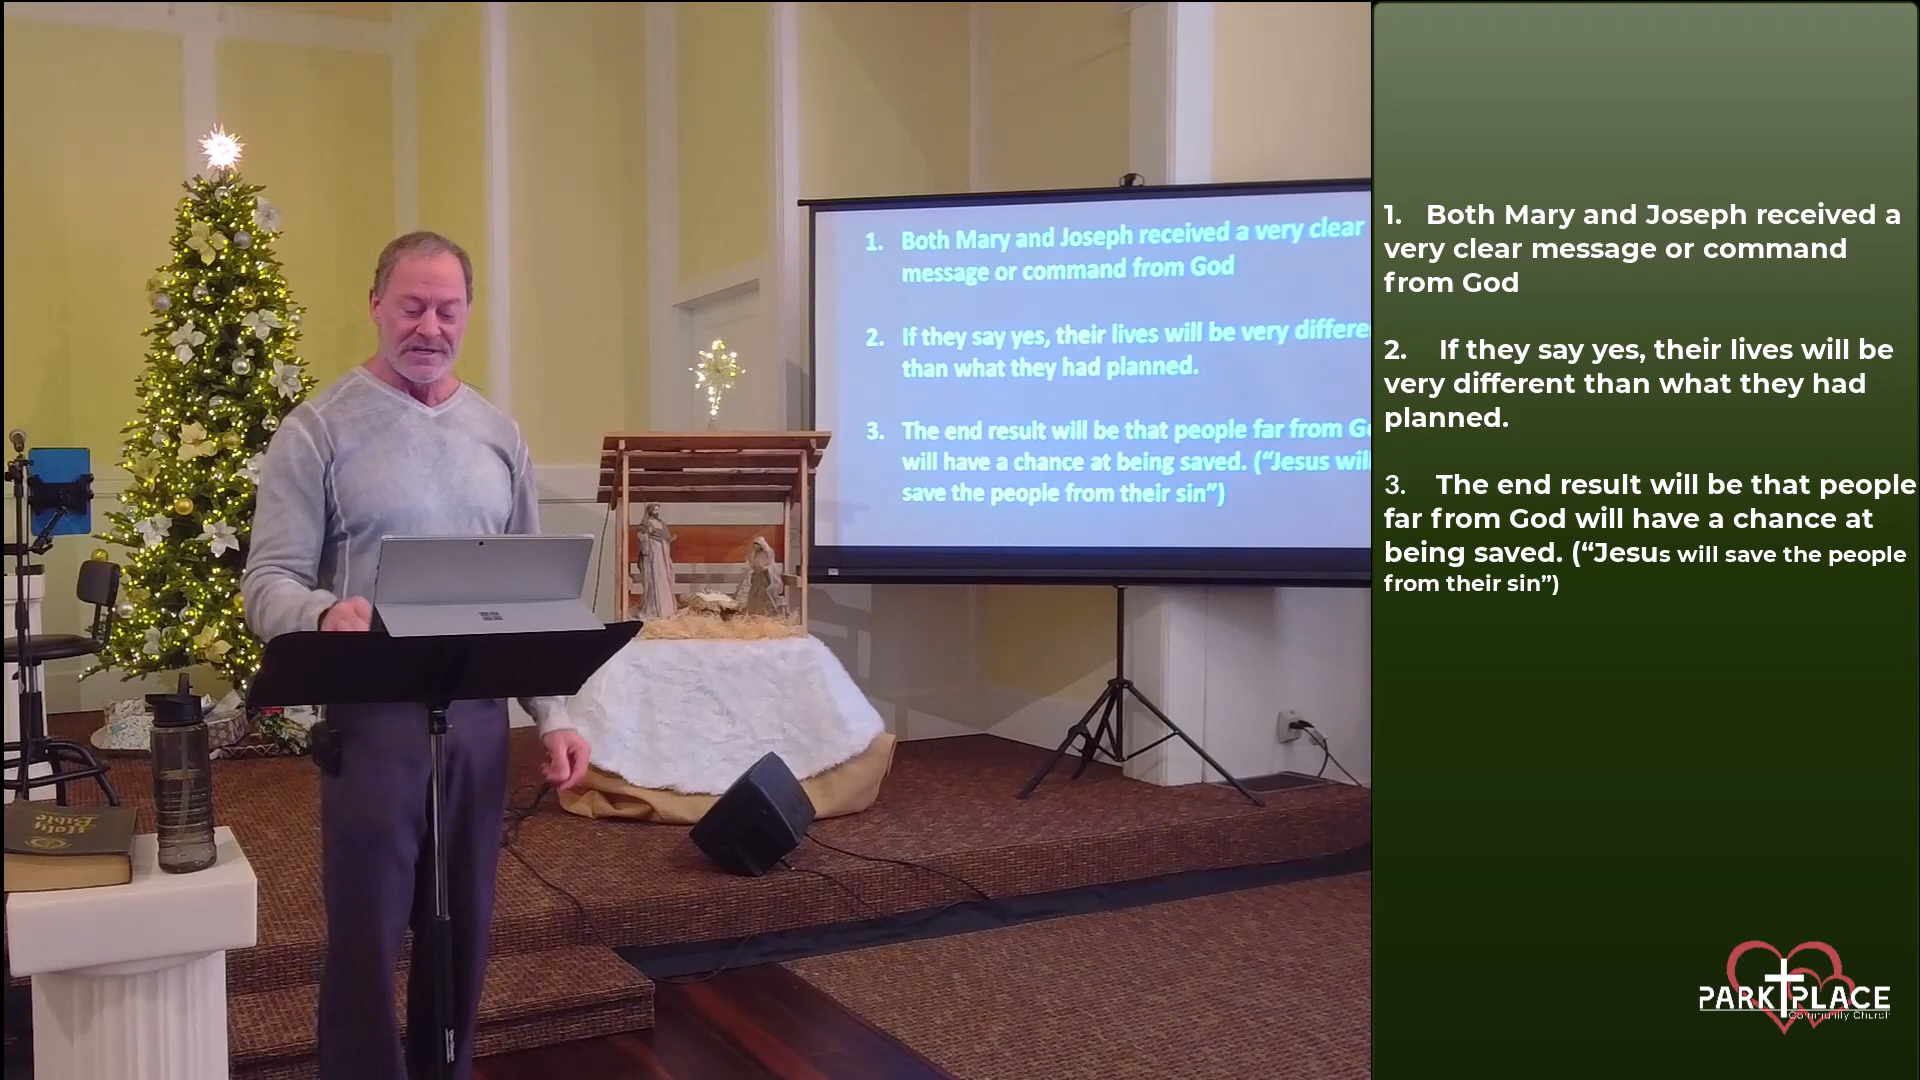 1. Both Mary and Joseph received a very clear
message or command from God
2. If they say yes, their lives will be very differe
than what they had planned.
3. The end result will be that people far from G
will have a chance at being saved. (“Jesus wil
save the people from their sin”)
1. Both Mary and Joseph received a
very clear message or command
from God
2. If they say yes, their lives will be
very different than what they had
planned.
3. The end result will be that people
far from God will have a chance at
being saved. (“Jesus will save the people
from their sin”)
Holy
Bible
PARK PLACE
Community Church